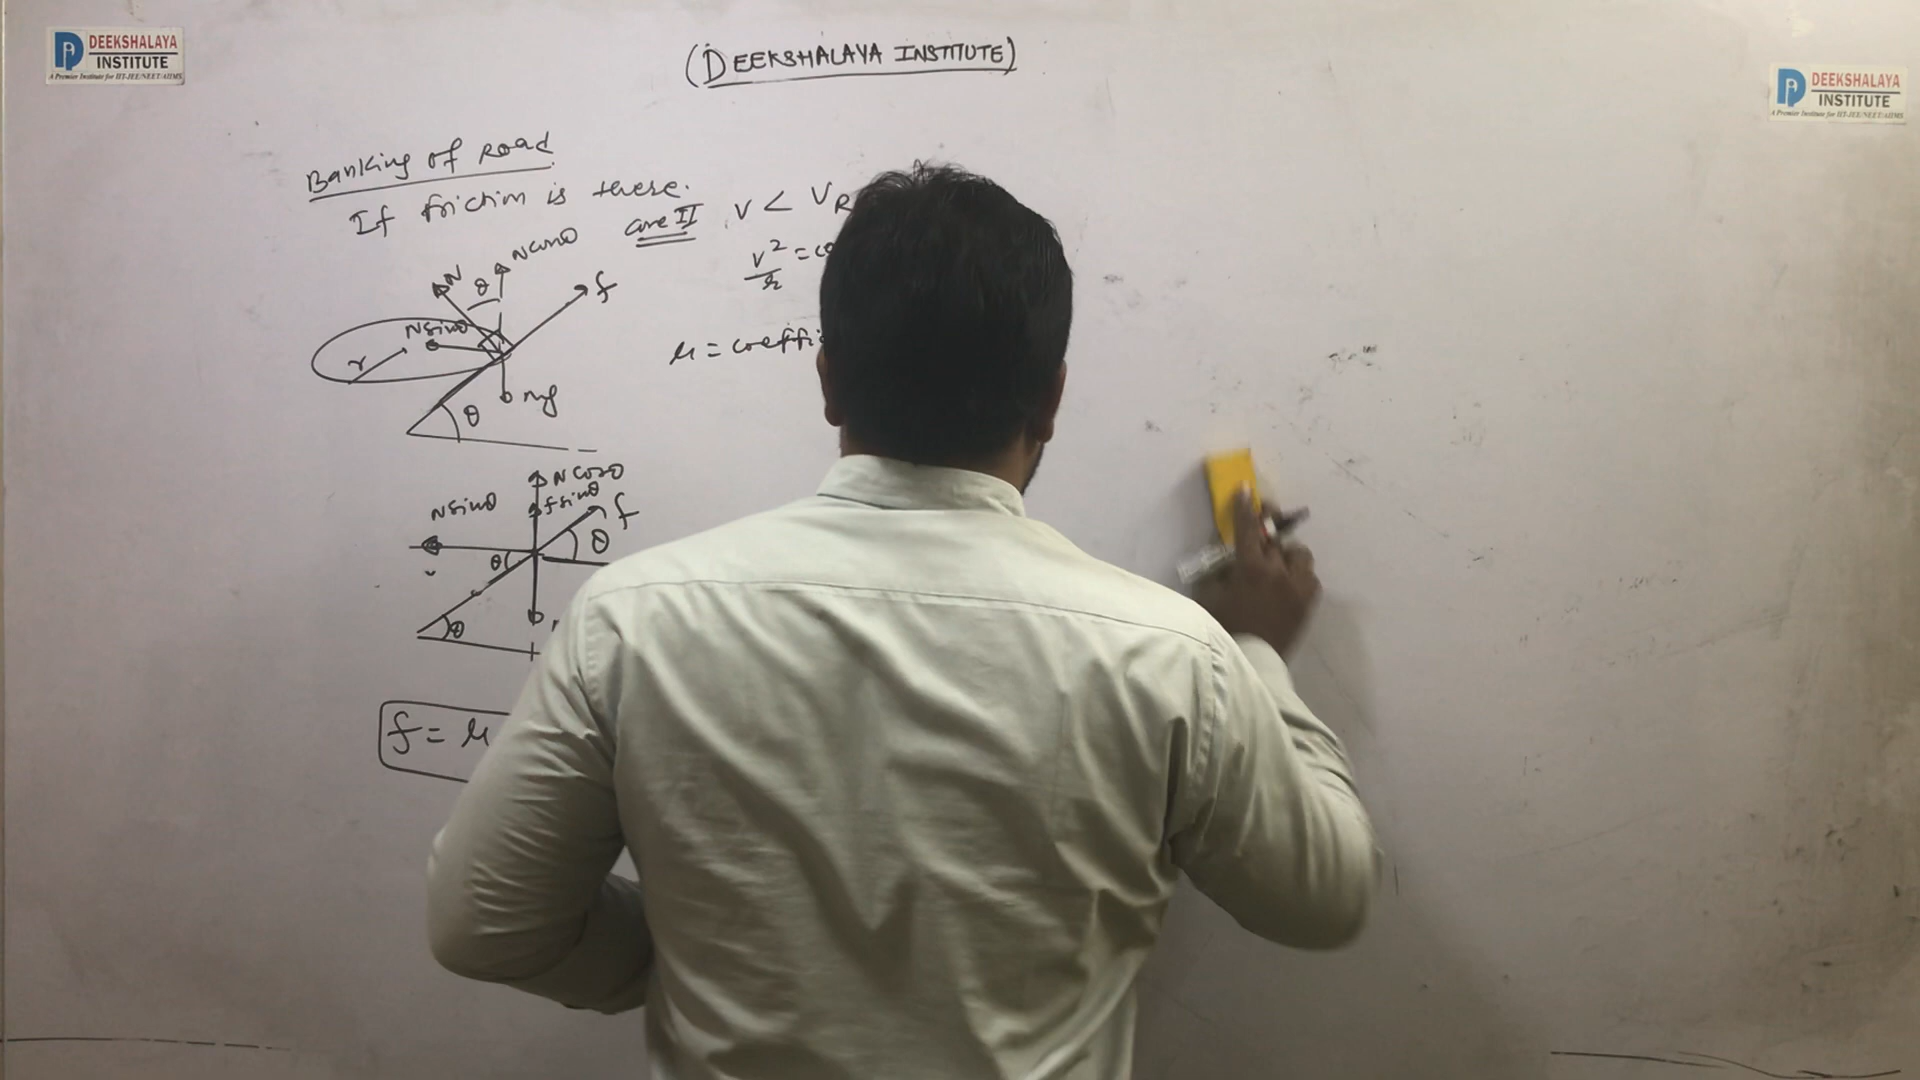 DEEKSHALAYA
INSTITUTE
A Premier Institute for IIT-JEE/NEET/AIIMS
(DEEKSHALAYA INSTITUTE)
DEEKSHALAYA
INSTITUTE
A Premier Institute for IIT-JEE/NEET/AIIMS
Banking of Road
If friction is there.
Case II V < VR
v²/r = co
μ = coeffi
N θ Ncosθ
f
Nsinθ
r
mg
θ
Ncosθ
Nsinθ fsinθ f
θ θ
θ
f = μ